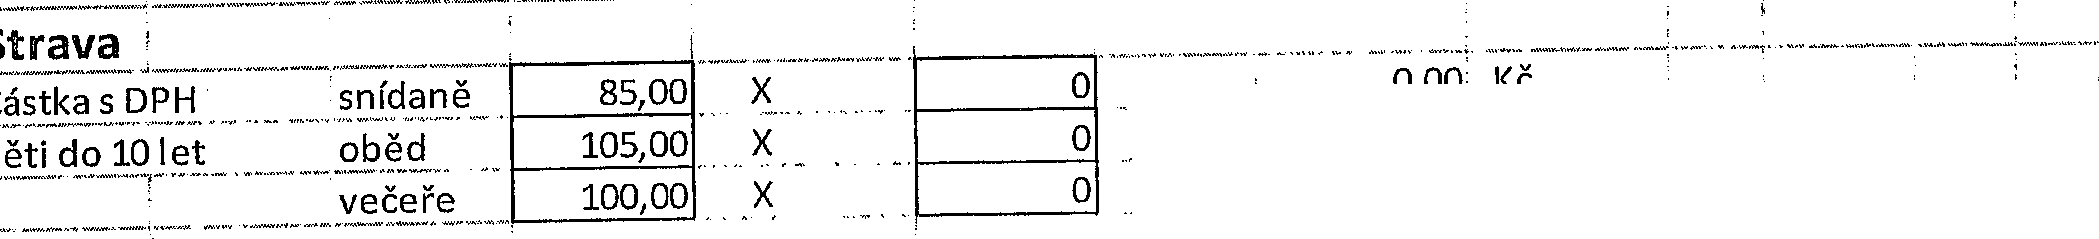 Strava
částka s DPH snídaně 85,00 X 0 0,00 Kč
děti do 10 let oběd 105,00 X 0
večeře 100,00 X 0